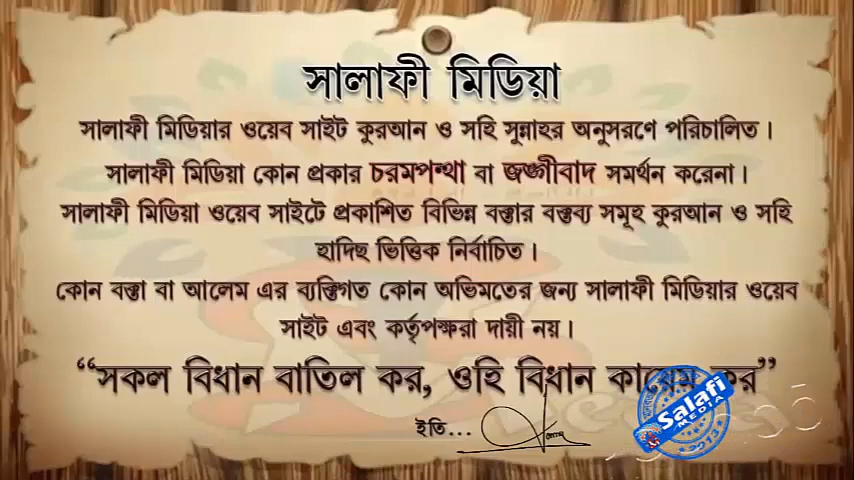 সালাফী মিডিয়া
সালাফী মিডিয়ার ওয়েব সাইট কুরআন ও সহি সুন্নাহর অনুসরণে পরিচালিত।
সালাফী মিডিয়া কোন প্রকার চরমপন্থা বা জঙ্গীবাদ সমর্থন করেনা।
সালাফী মিডিয়া ওয়েব সাইটে প্রকাশিত বিভিন্ন বক্তার বক্তব্য সমূহ কুরআন ও সহি
হাদিছ ভিত্তিক নির্বাচিত।
কোন বক্তা বা আলেম এর ব্যক্তিগত কোন অভিমতের জন্য সালাফী মিডিয়ার ওয়েব
সাইট এবং কর্তৃপক্ষরা দায়ী নয়।
“সকল বিধান বাতিল কর, ওহি বিধান কায়েম কর”
ইতি...
Salafi
MEDIA
2013